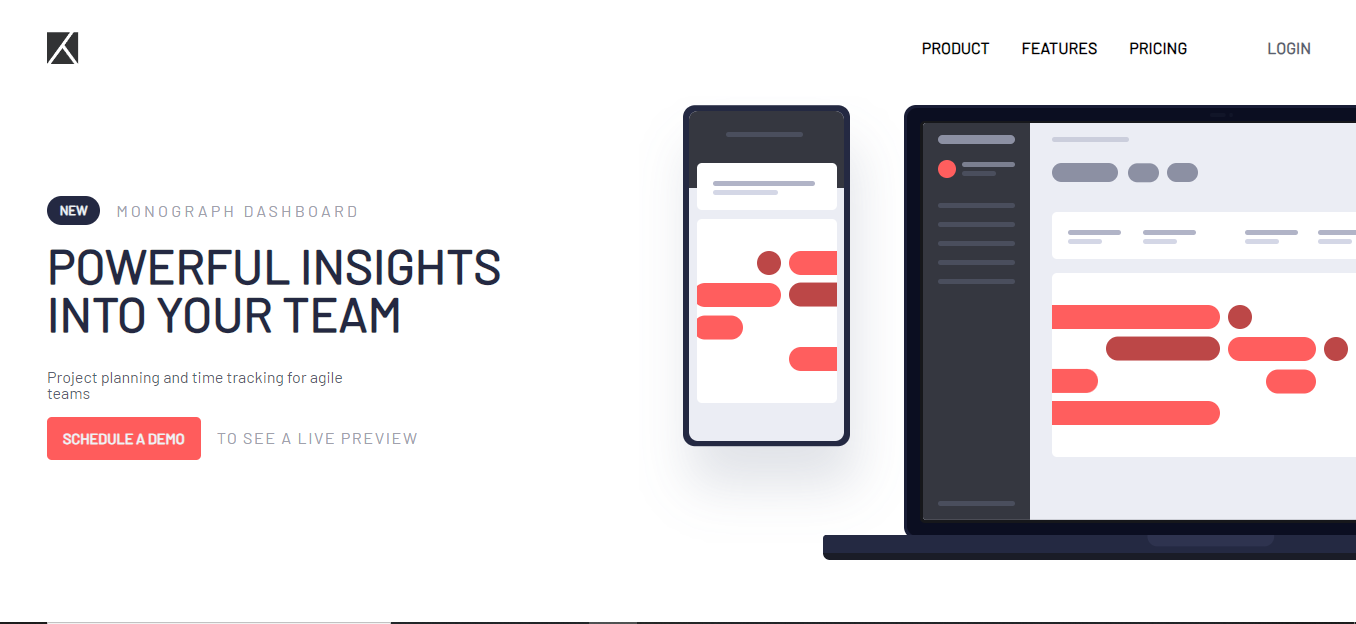 PRODUCT FEATURES PRICING LOGIN
NEW MONOGRAPH DASHBOARD
POWERFUL INSIGHTS
INTO YOUR TEAM
Project planning and time tracking for agile
teams
SCHEDULE A DEMO TO SEE A LIVE PREVIEW